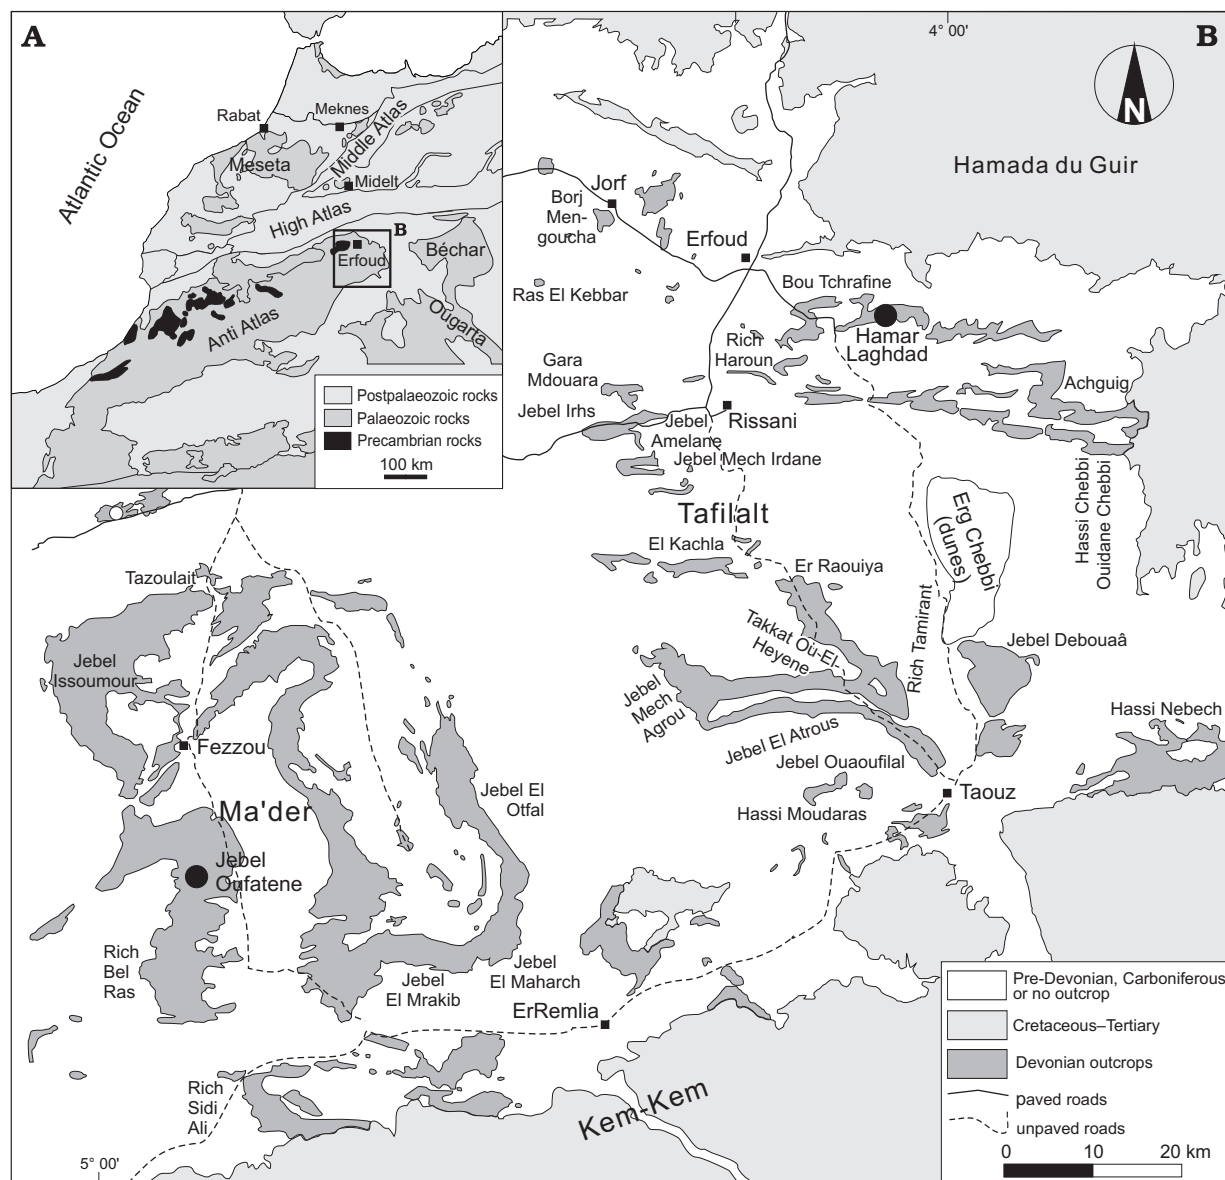 A
Atlantic Ocean
Rabat
Meknes
Middle Atlas
Meseta
Midelt
High Atlas
B
Béchar
Erfoud
Ougarta
Anti Atlas
Postpalaeozoic rocks
Palaeozoic rocks
Precambrian rocks
100 km
4° 00'
B
N
Hamada du Guir
Jorf
Borj
Men-
goucha
Erfoud
Bou Tchrafine
Ras El Kebbar
Hamar
Laghdad
Rich
Haroun
Gara
Mdouara
Achguig
Jebel Irhs
Rissani
Jebel
Amelane
Jebel Mech Irdane
Tafilalt
Erg Chebbi
(dunes)
Hassi Chebbi
Ouidane Chebbi
El Kachla
Er Raouiya
Tazoulait
Takkat Ou-El-
Heyene
Rich Tamirant
Jebel Debouaâ
Jebel
Issoumour
Jebel
Mech
Agrou
Hassi Nebech
Jebel El Atrous
Fezzou
Jebel Ouaoufilal
Jebel El
Otfal
Taouz
Ma'der
Hassi Moudaras
Jebel
Oufatene
Rich
Bel
Ras
Jebel
El Mrakib
Jebel
El Maharch
ErRemlia
Rich
Sidi
Ali
Kem-Kem
5° 00'
Pre-Devonian, Carboniferous
or no outcrop
Cretaceous–Tertiary
Devonian outcrops
paved roads
unpaved roads
0 10 20 km